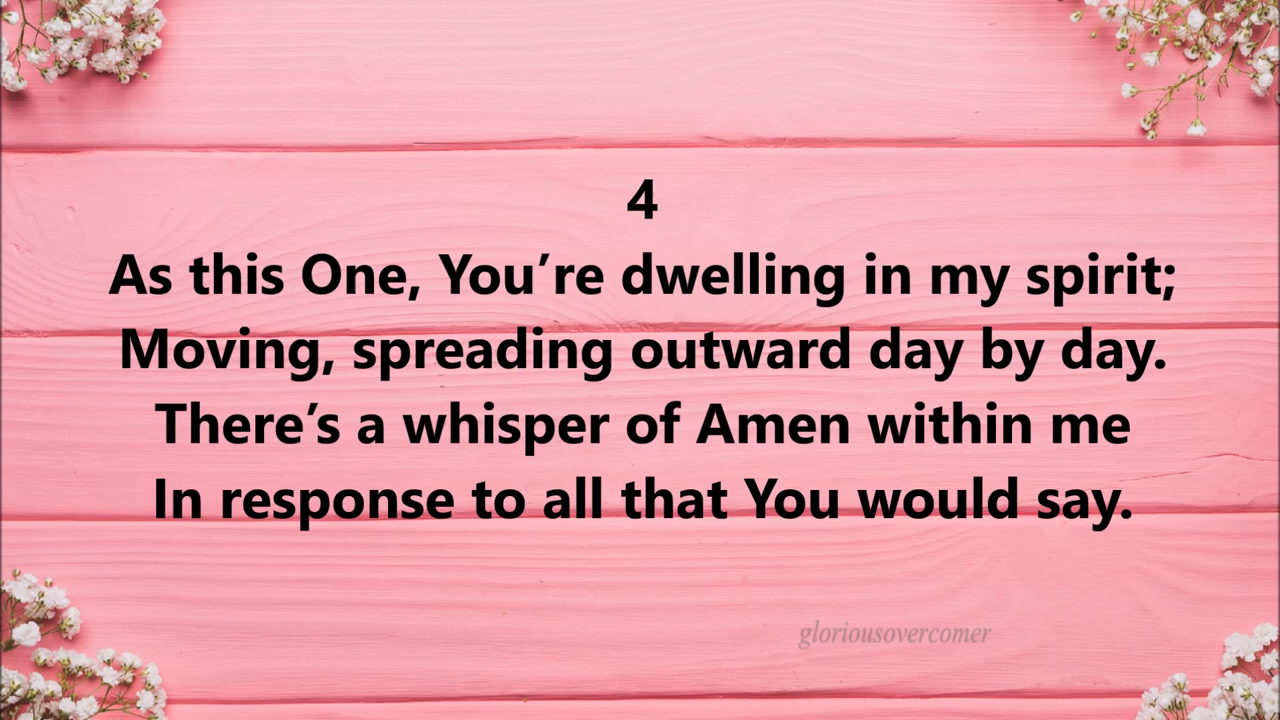 4
As this One, You’re dwelling in my spirit;
Moving, spreading outward day by day.
There’s a whisper of Amen within me
In response to all that You would say.
gloriousovercomer